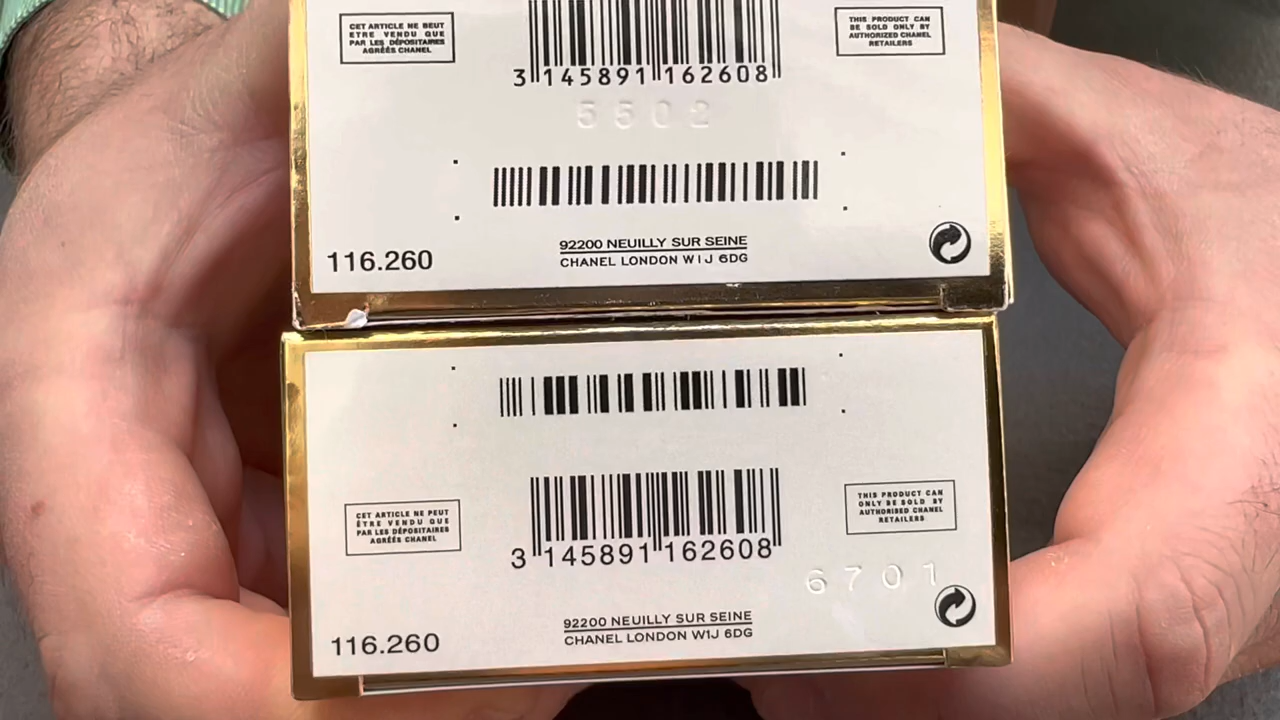 CET ARTICLE NE BEUT
ETRE VENDU QUE
PAR LES DÉPOSITAIRES
AGRÉÉS CHANEL
THIS PRODUCT CAN
BE SOLD ONLY BY
AUTHORIZED CHANEL
RETAILERS
3 145891 162608
5502
116.260
92200 NEUILLY SUR SEINE
CHANEL LONDON W1J 6DG
CET ARTICLE NE PEUT
ÊTRE VENDU QUE
PAR LES DÉPOSITAIRES
AGRÉÉS CHANEL
THIS PRODUCT CAN
ONLY BE SOLD BY
AUTHORISED CHANEL
RETAILERS
3 145891 162608
6701
116.260
92200 NEUILLY SUR SEINE
CHANEL LONDON W1J 6DG